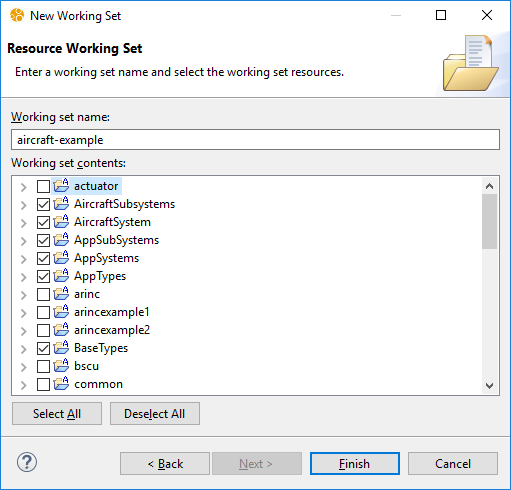 New Working Set
Resource Working Set
Enter a working set name and select the working set resources.
Working set name:
aircraft-example
Working set contents:
actuator
AircraftSubsystems
AircraftSystem
AppSubSystems
AppSystems
AppTypes
arinc
arincexample1
arincexample2
BaseTypes
bscu
common
Select All
Deselect All
< Back
Next >
Finish
Cancel